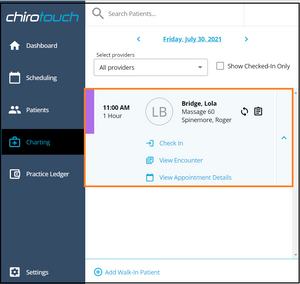 chirotouch
Search Patients...
Dashboard
Scheduling
Patients
Charting
Practice Ledger
Settings
Friday, July 30, 2021
Select providers
All providers
Show Checked-In Only
11:00 AM
1 Hour
LB
Bridge, Lola
Massage 60
Spinemore, Roger
Check In
View Encounter
View Appointment Details
Add Walk-In Patient